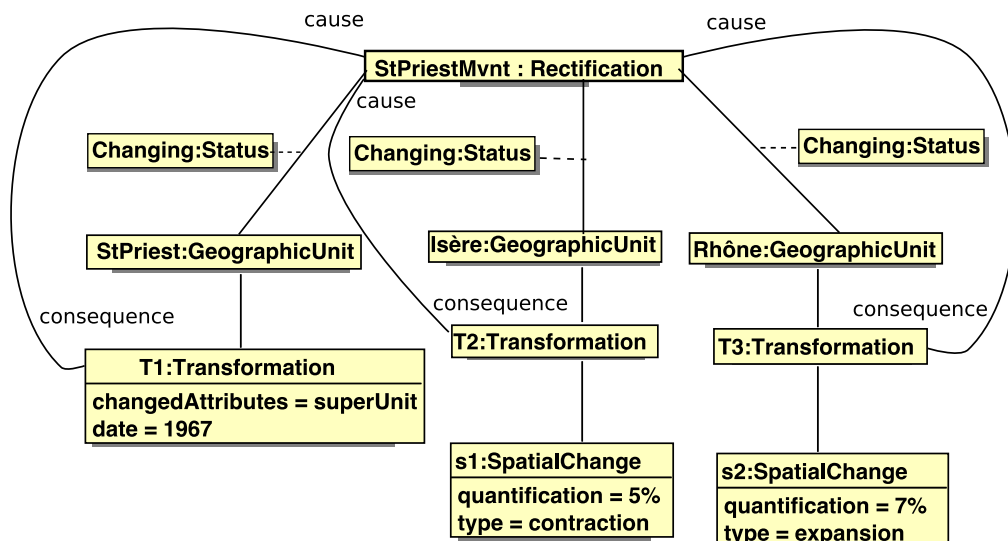 cause
cause
StPriestMvnt : Rectification
cause
Changing:Status
Changing:Status
Changing:Status
StPriest:GeographicUnit
Isère:GeographicUnit
Rhône:GeographicUnit
consequence
consequence
consequence
T1:Transformation
changedAttributes = superUnit
date = 1967
T2:Transformation
T3:Transformation
s1:SpatialChange
quantification = 5%
type = contraction
s2:SpatialChange
quantification = 7%
type = expansion